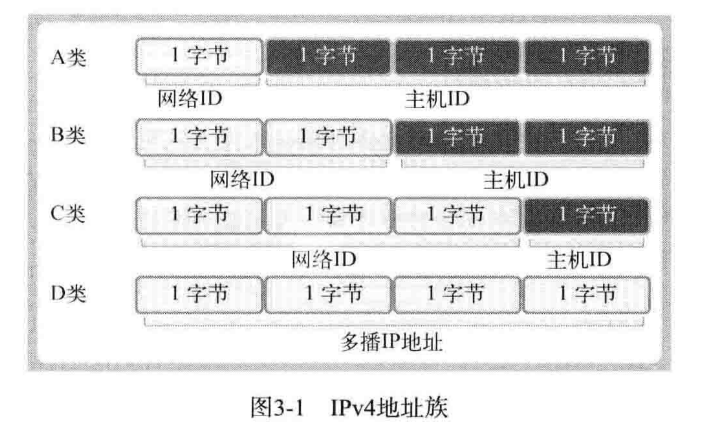 A类 1 字节 1 字节 1 字节 1 字节
网络ID 主机ID
B类 1 字节 1 字节 1 字节 1 字节
网络ID 主机ID
C类 1 字节 1 字节 1 字节 1 字节
网络ID 主机ID
D类 1 字节 1 字节 1 字节 1 字节
多播IP地址
图3-1 IPv4地址族